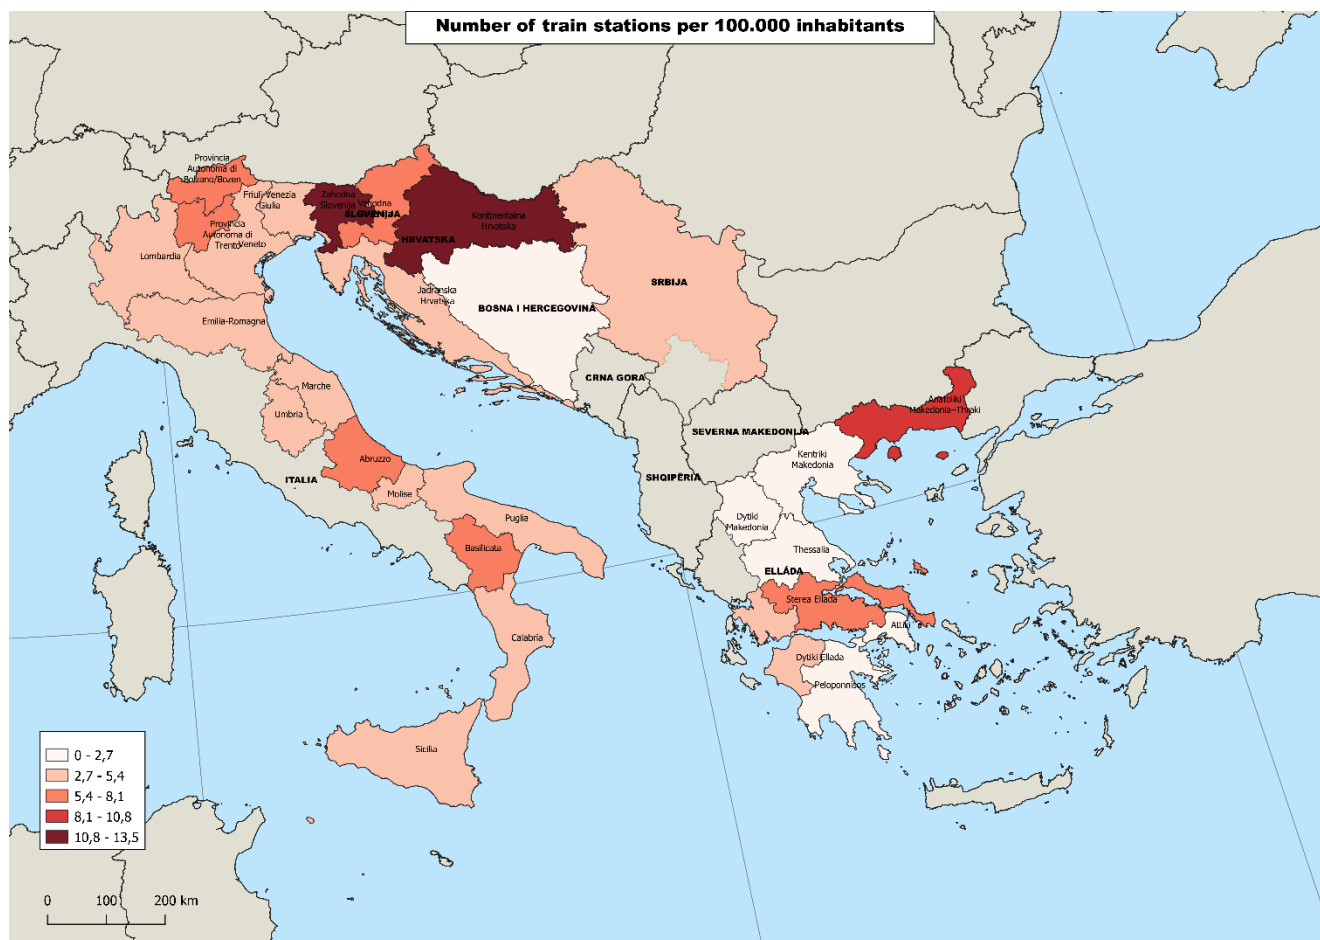 Number of train stations per 100.000 inhabitants
Provincia
Autonoma di
Bolzano/Bozen
Friuli-Venezia
Giulia
Zahodna
Slovenija
Vzhodna
SLOVENIJA
Kontinentalna
Hrvatska
Provincia
Autonoma di
Trento
Veneto
HRVATSKA
Lombardia
SRBIJA
Jadranska
Hrvatska
BOSNA I HERCEGOVINA
Emilia-Romagna
CRNA GORA
Marche
Umbria
Anatoliki
Makedonia-Thraki
SEVERNA MAKEDONIJA
Kentriki
Makedonia
Abruzzo
ITALIA
SHQIPËRIA
Molise
Puglia
Dytiki
Makedonia
Basilicata
Thessalia
ELLÁDA
Sterea Ellada
Attiki
Calabria
Dytiki Ellada
Peloponnisos
Sicilia
0 - 2,7
2,7 - 5,4
5,4 - 8,1
8,1 - 10,8
10,8 - 13,5
0 100 200 km